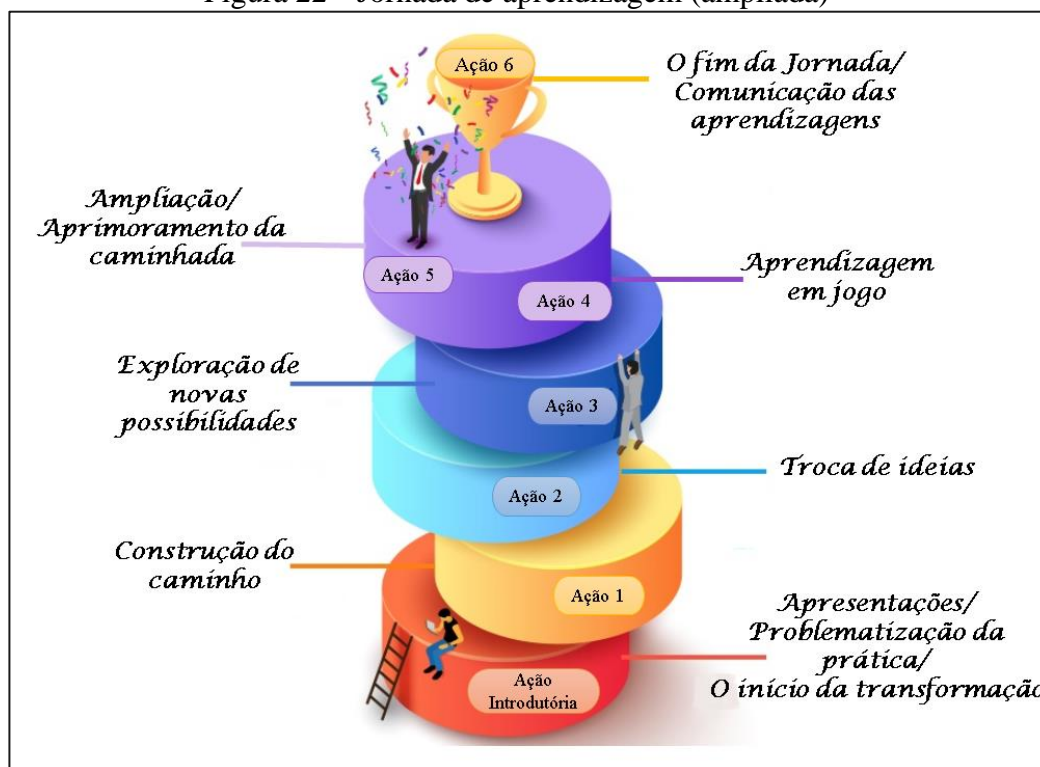 Figura 22 - Jornada de aprendizagem (ampliada)
Ação 6
O fim da Jornada/
Comunicação das
aprendizagens
Ampliação/
Aprimoramento da
caminhada
Ação 5
Ação 4
Aprendizagem
em jogo
Exploração de
novas
possibilidades
Ação 3
Troca de ideias
Ação 2
Construção do
caminho
Ação 1
Apresentações/
Problematização da
prática/
O início da transformação
Ação
Introdutória